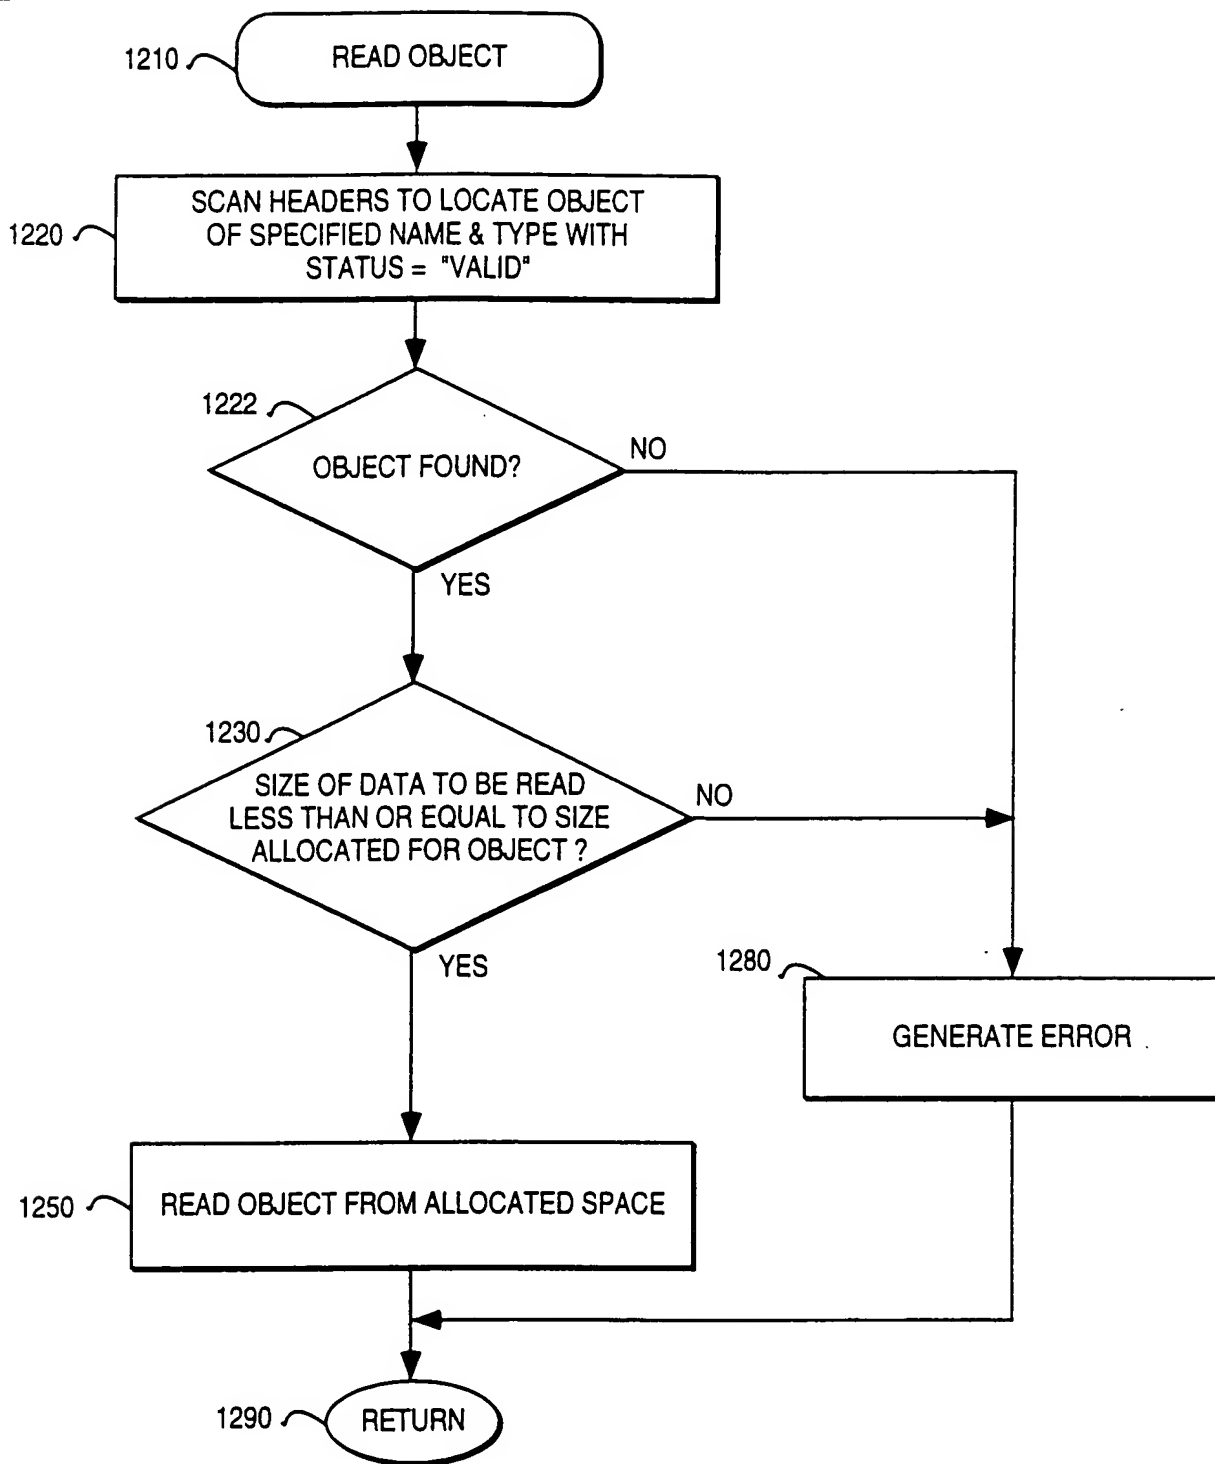 1210
READ OBJECT
1220
SCAN HEADERS TO LOCATE OBJECT
OF SPECIFIED NAME & TYPE WITH
STATUS = "VALID"
1222
OBJECT FOUND?
NO
YES
1230
SIZE OF DATA TO BE READ
LESS THAN OR EQUAL TO SIZE
ALLOCATED FOR OBJECT ?
NO
YES
1280
GENERATE ERROR
1250
READ OBJECT FROM ALLOCATED SPACE
1290
RETURN